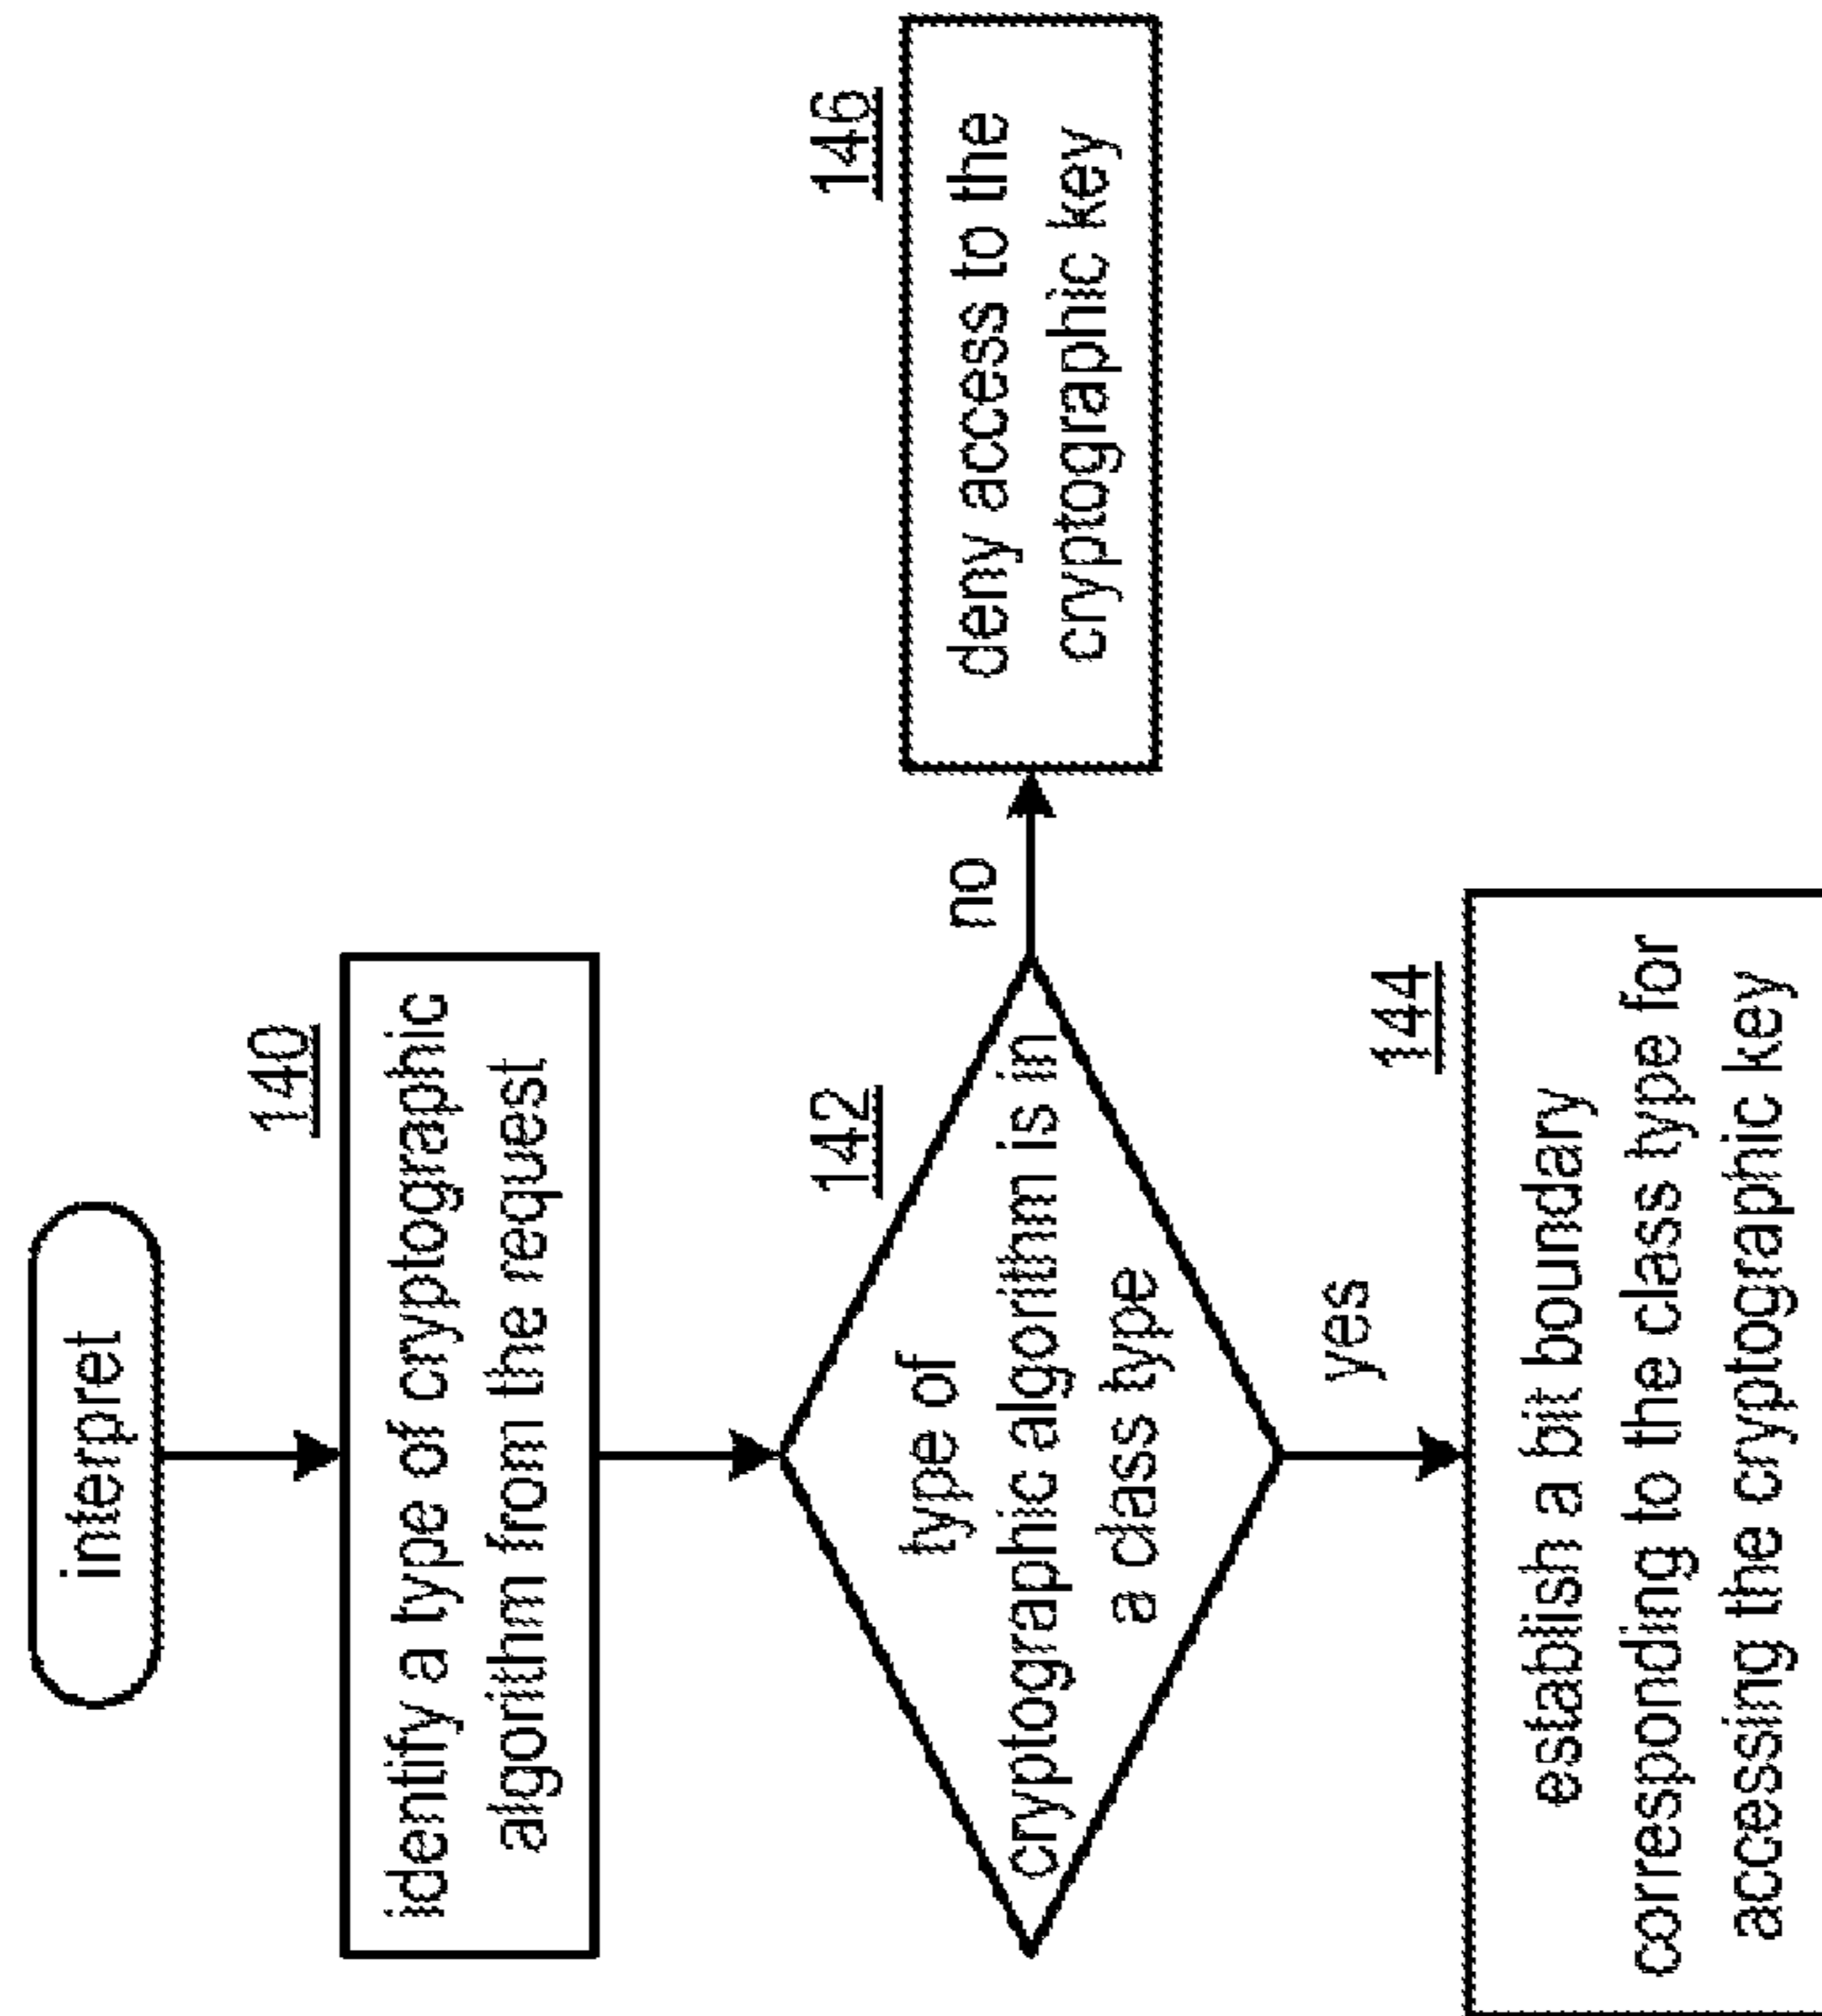 interpret
140
identify a type of cryptographic
algorithm from the request
142
type of
cryptographic algorithm is in
a class type
no
146
deny access to the
cryptographic key
yes
144
establish a bit boundary
corresponding to the class type for
accessing the cryptographic key